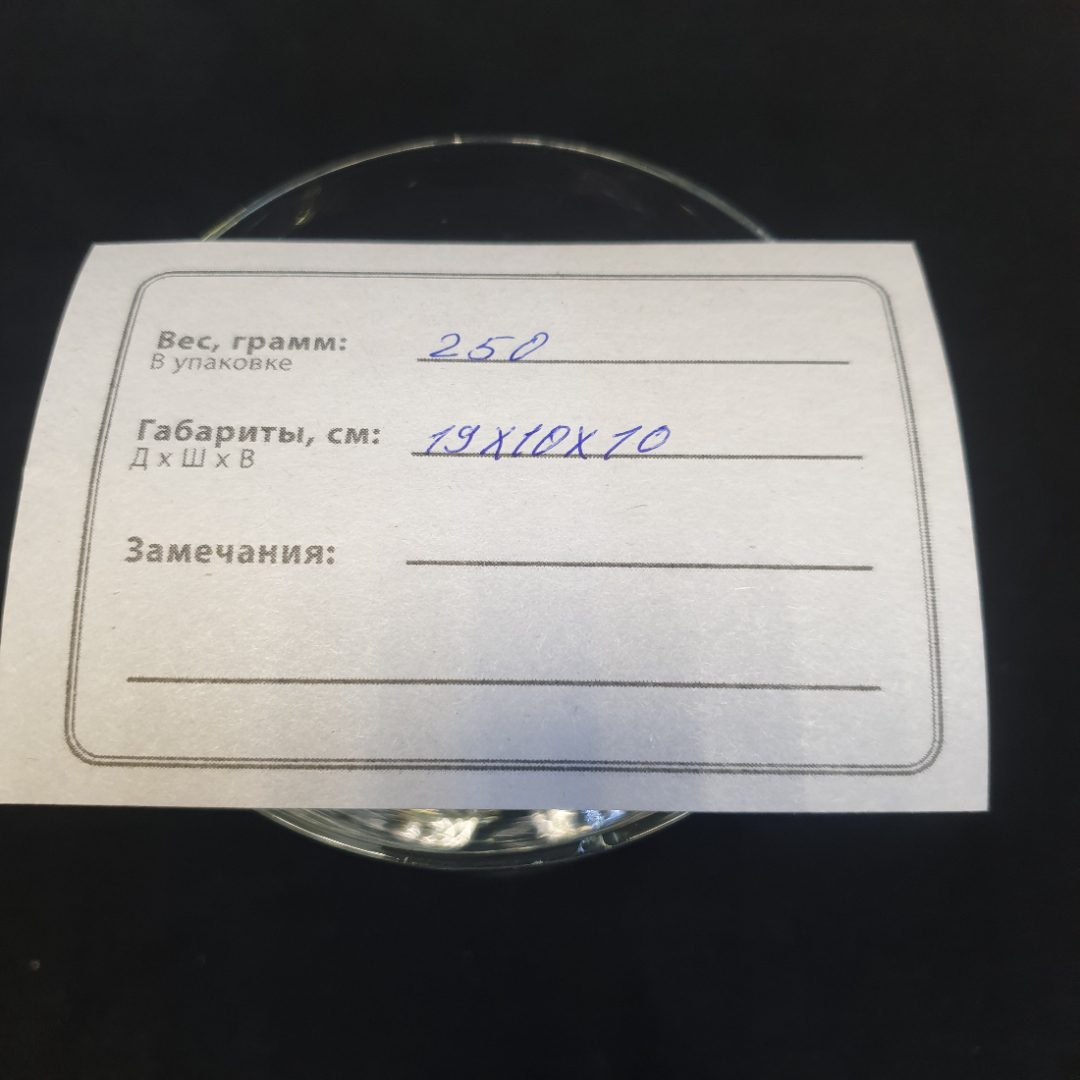 Вес, грамм: 250
В упаковке
Габариты, см: 19х10х10
Д х Ш х В
Замечания: